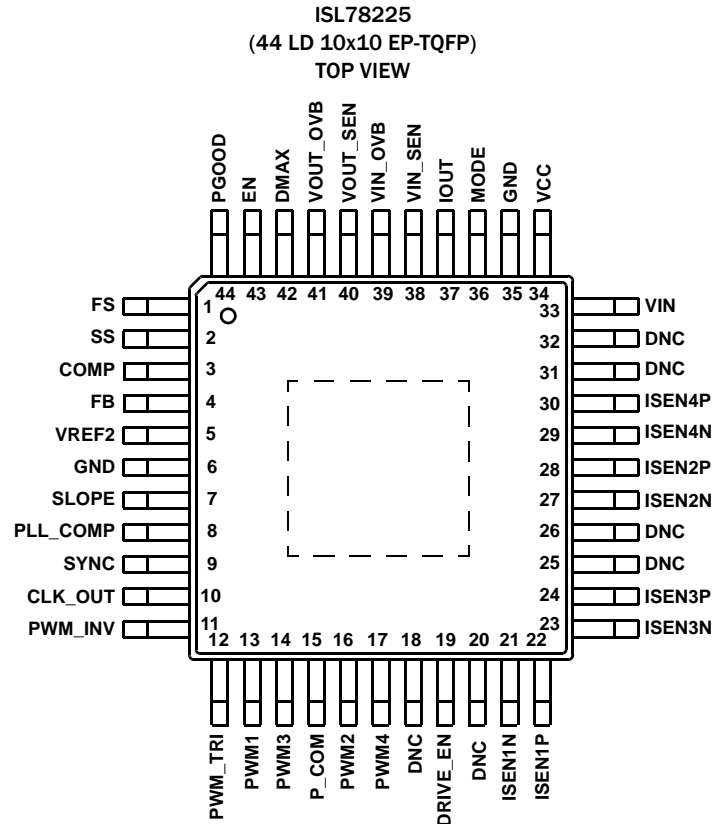 ISL78225
(44 LD 10x10 EP-TQFP)
TOP VIEW
PGOOD
EN
DMAX
VOUT_OVB
VOUT_SEN
VIN_OVB
VIN_SEN
IOUT
MODE
GND
VCC
44 43 42 41 40 39 38 37 36 35 34
FS 1 33 VIN
SS 2 32 DNC
COMP 3 31 DNC
FB 4 30 ISEN4P
VREF2 5 29 ISEN4N
GND 6 28 ISEN2P
SLOPE 7 27 ISEN2N
PLL_COMP 8 26 DNC
SYNC 9 25 DNC
CLK_OUT 10 24 ISEN3P
PWM_INV 11 23 ISEN3N
12 13 14 15 16 17 18 19 20 21 22
PWM_TRI
PWM1
PWM3
P_COM
PWM2
PWM4
DNC
DRIVE_EN
DNC
ISEN1N
ISEN1P